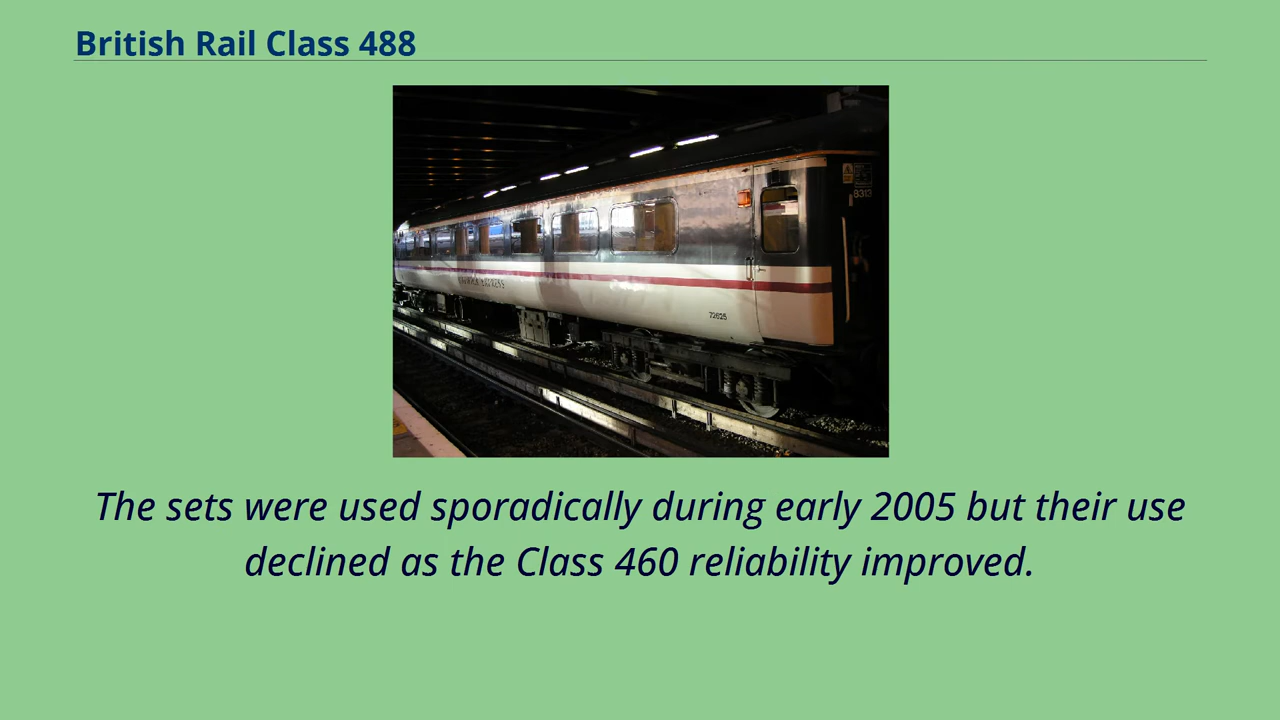 British Rail Class 488
8313
72625
The sets were used sporadically during early 2005 but their use
declined as the Class 460 reliability improved.